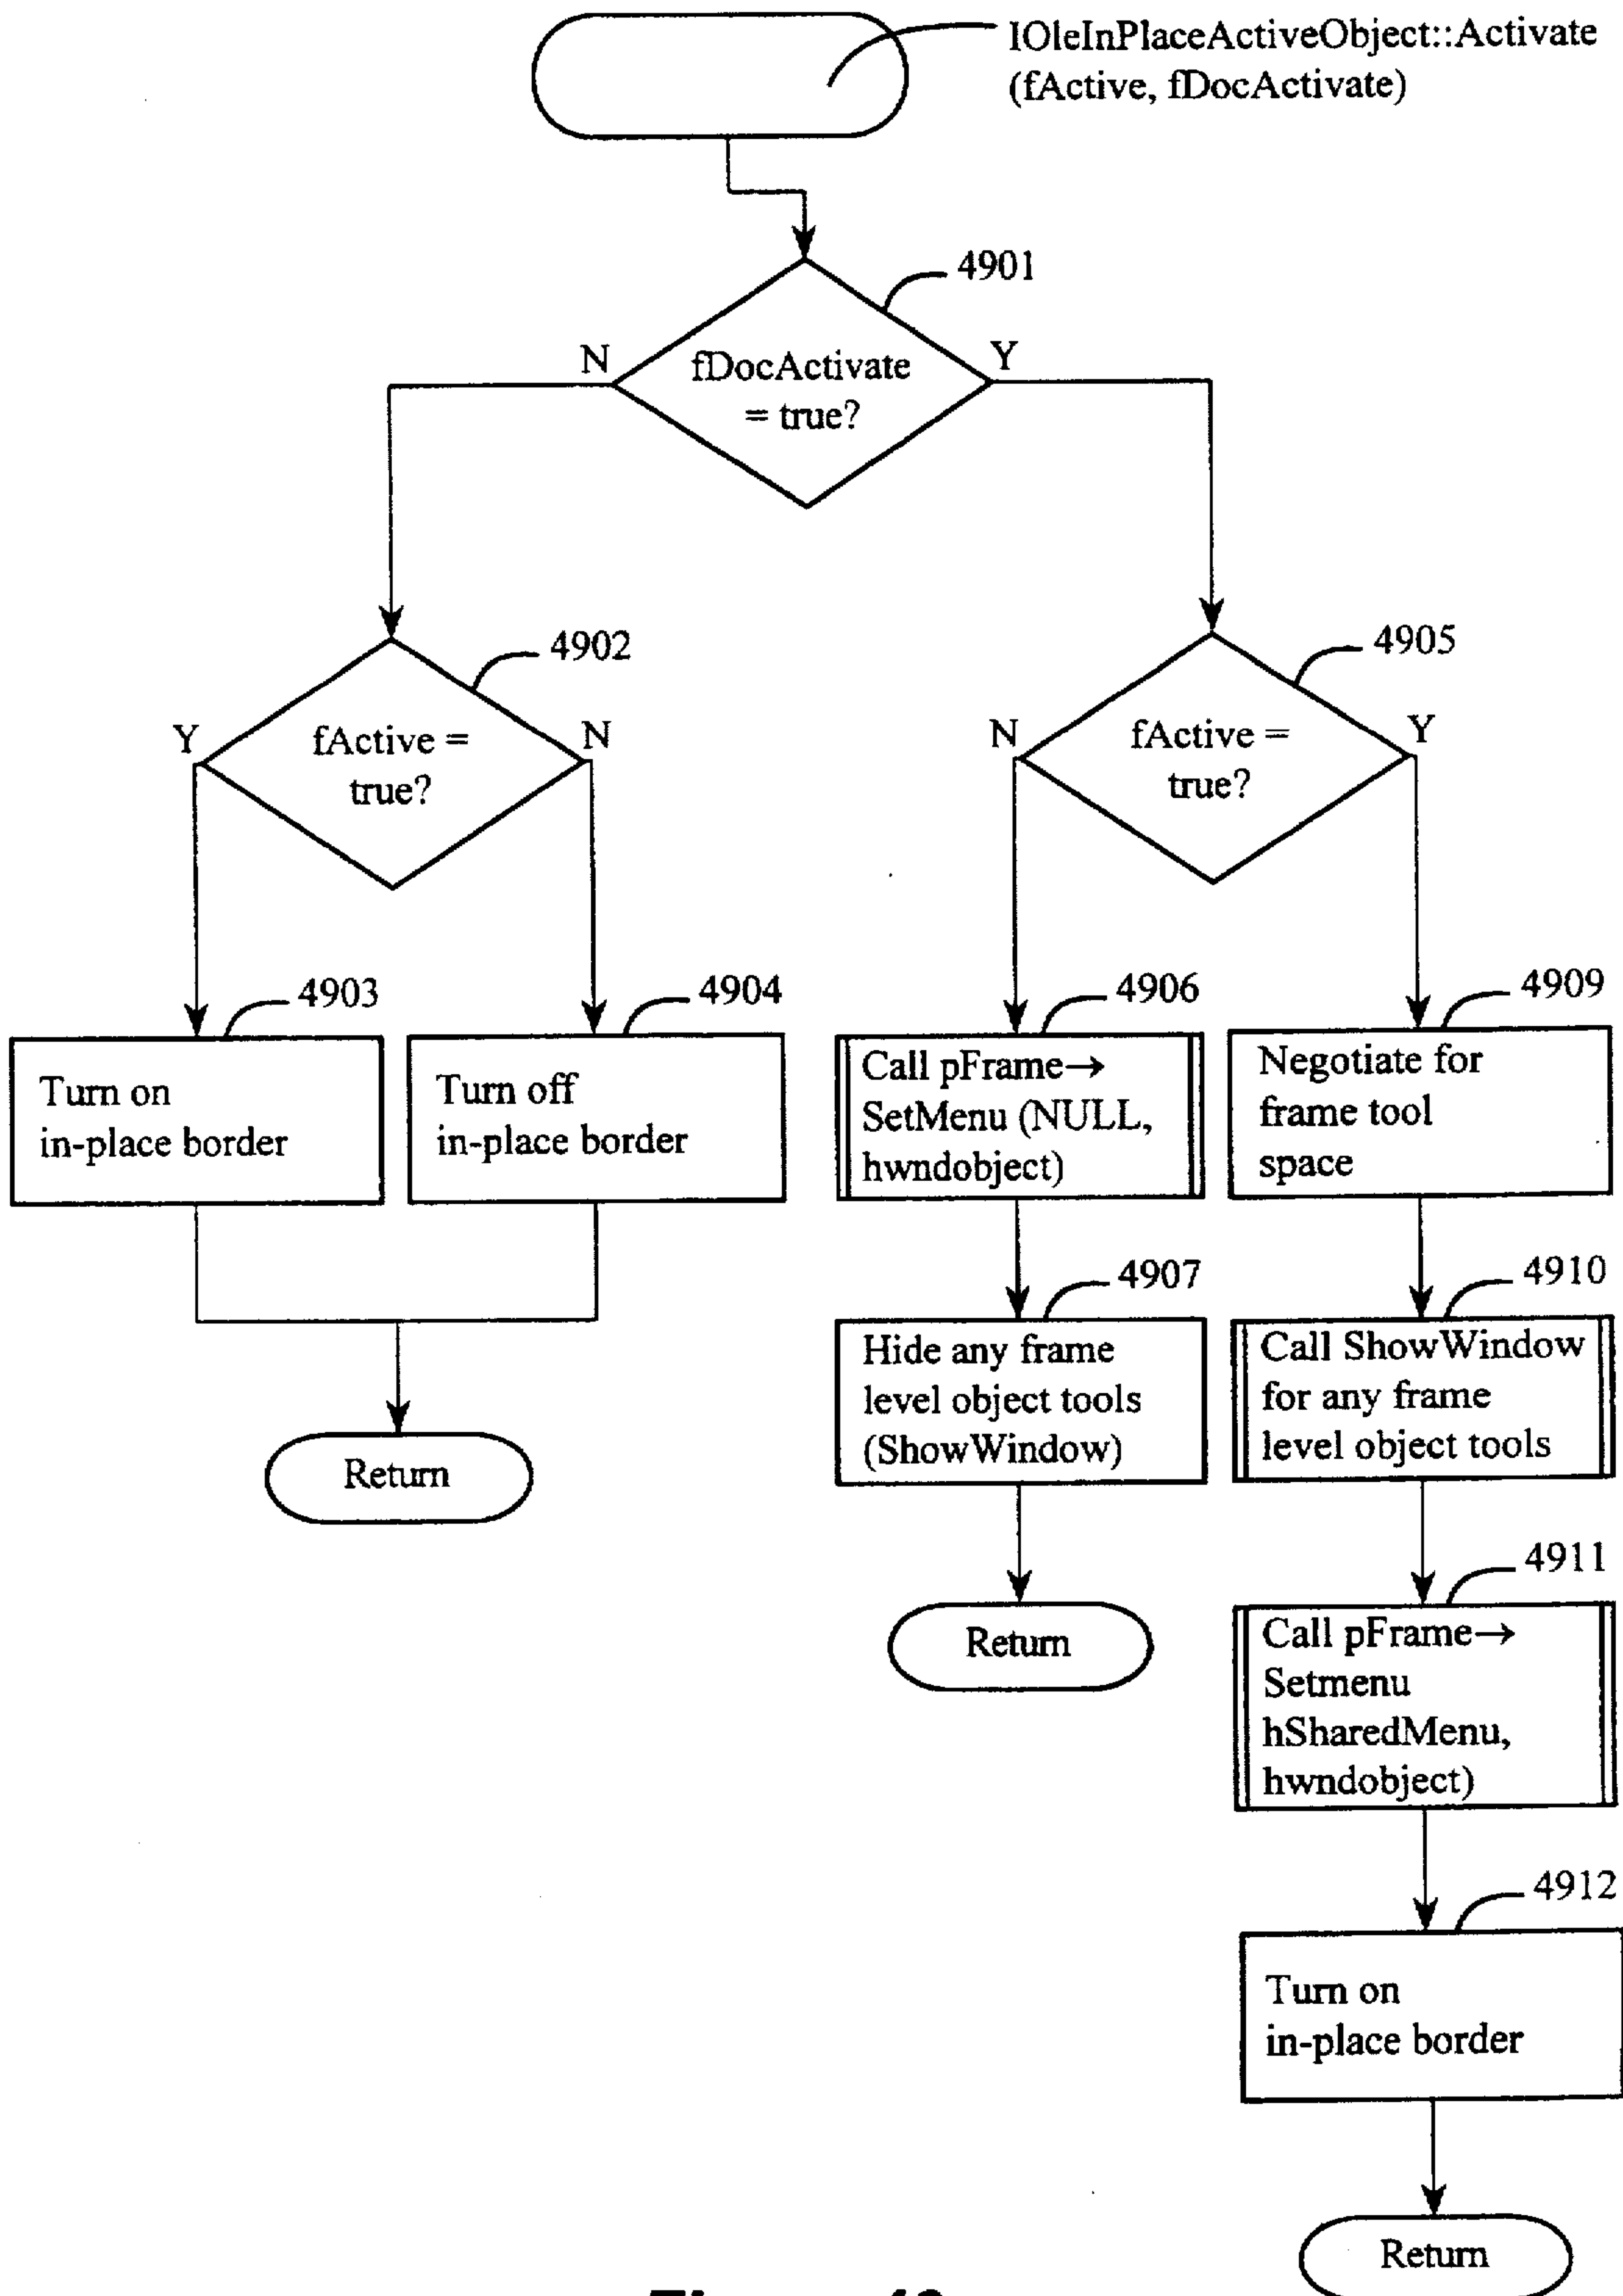 IOleInPlaceActiveObject::Activate
(fActive, fDocActivate)
4901
N
Y
fDocActivate
= true?
4902
Y
N
fActive =
true?
4905
N
Y
fActive =
true?
4903
Turn on
in-place border
4904
Turn off
in-place border
Return
4906
Call pFrame→
SetMenu (NULL,
hwndobject)
4907
Hide any frame
level object tools
(ShowWindow)
Return
4909
Negotiate for
frame tool
space
4910
Call ShowWindow
for any frame
level object tools
4911
Call pFrame→
Setmenu
hSharedMenu,
hwndobject)
4912
Turn on
in-place border
Return